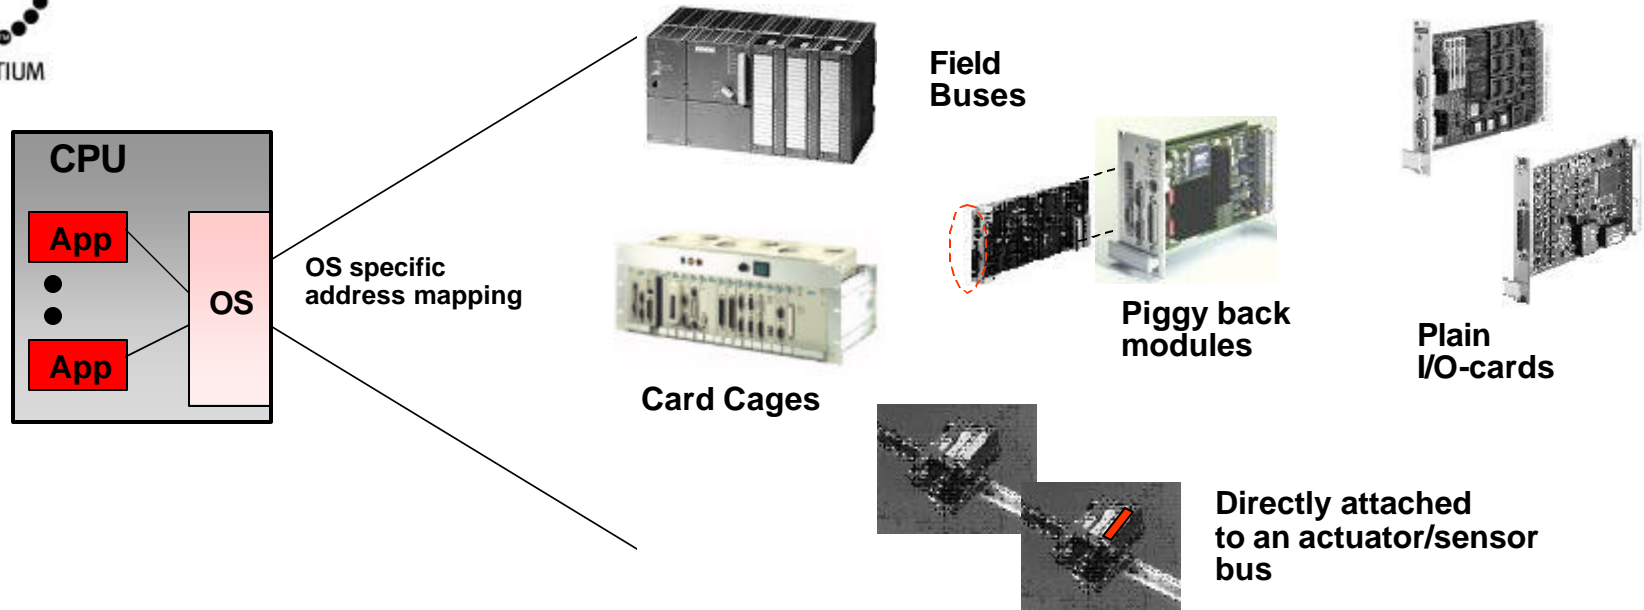 TIUM
CPU
App
App
OS
OS specific
address mapping
Field
Buses
Card Cages
Piggy back
modules
Plain
I/O-cards
Directly attached
to an actuator/sensor
bus